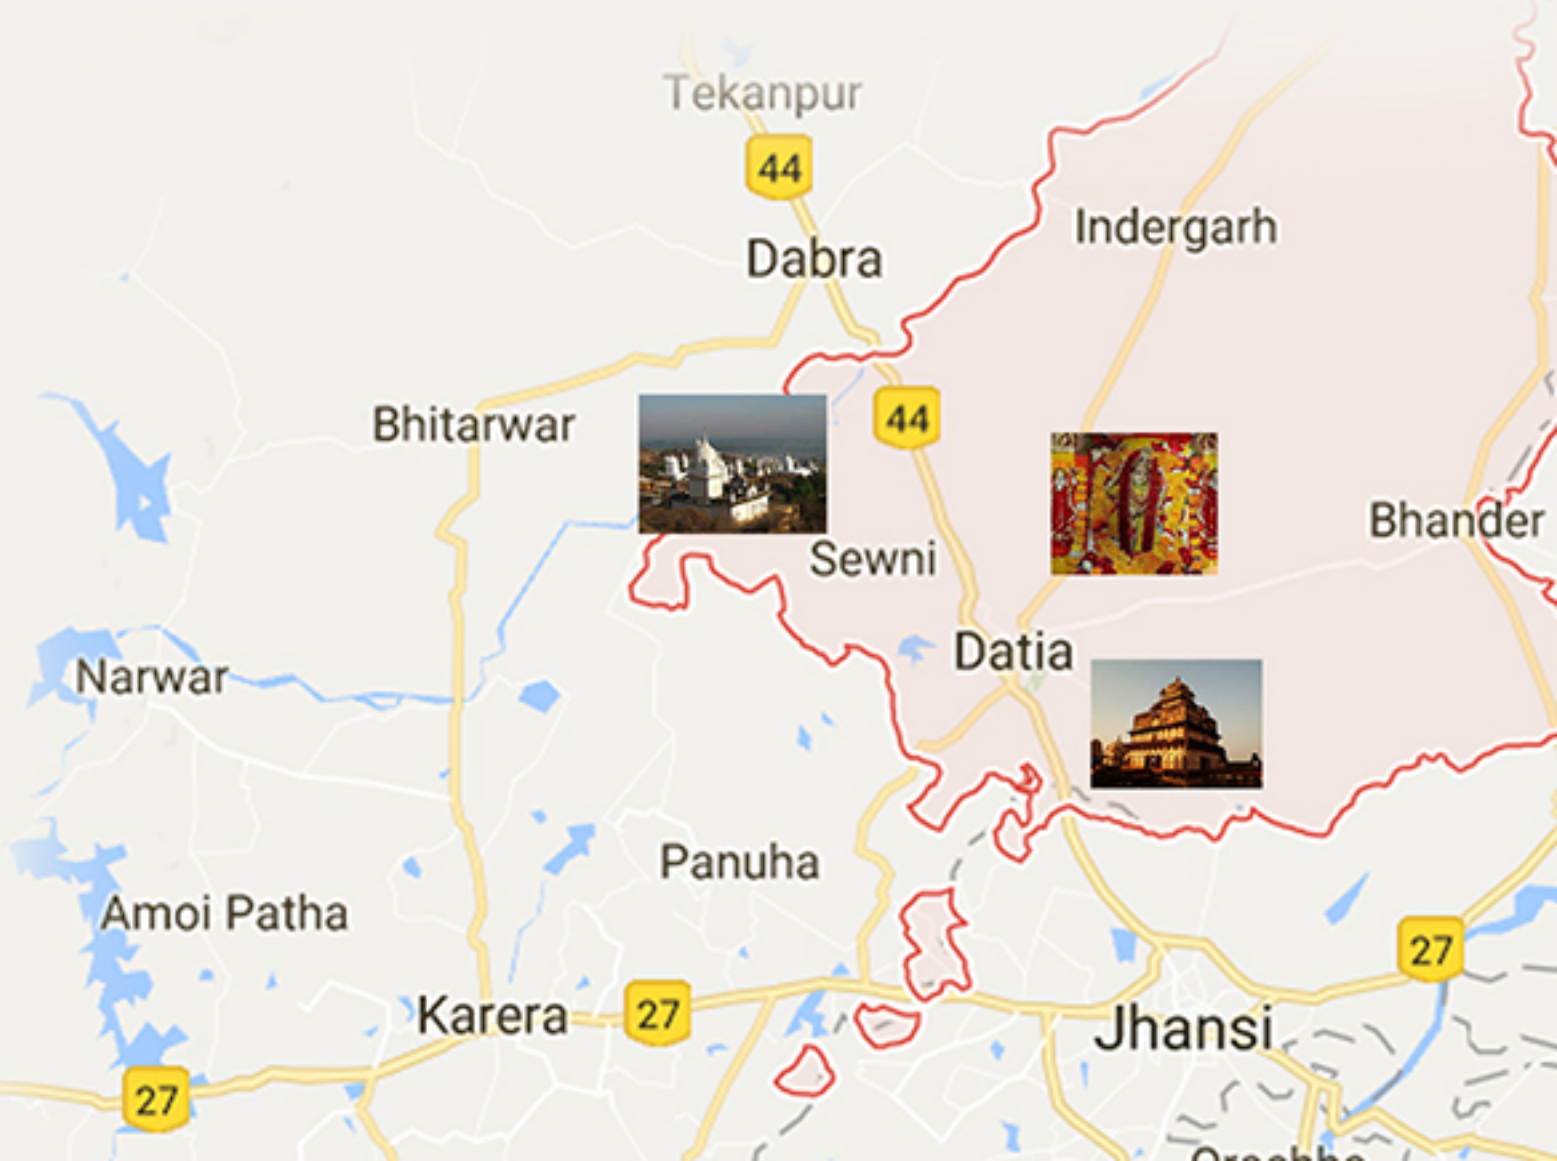 Tekanpur
44
Dabra
Indergarh
Bhitarwar
44
Bhander
Sewni
Datia
Narwar
Panuha
Amoi Patha
27
Karera
27
Jhansi
27